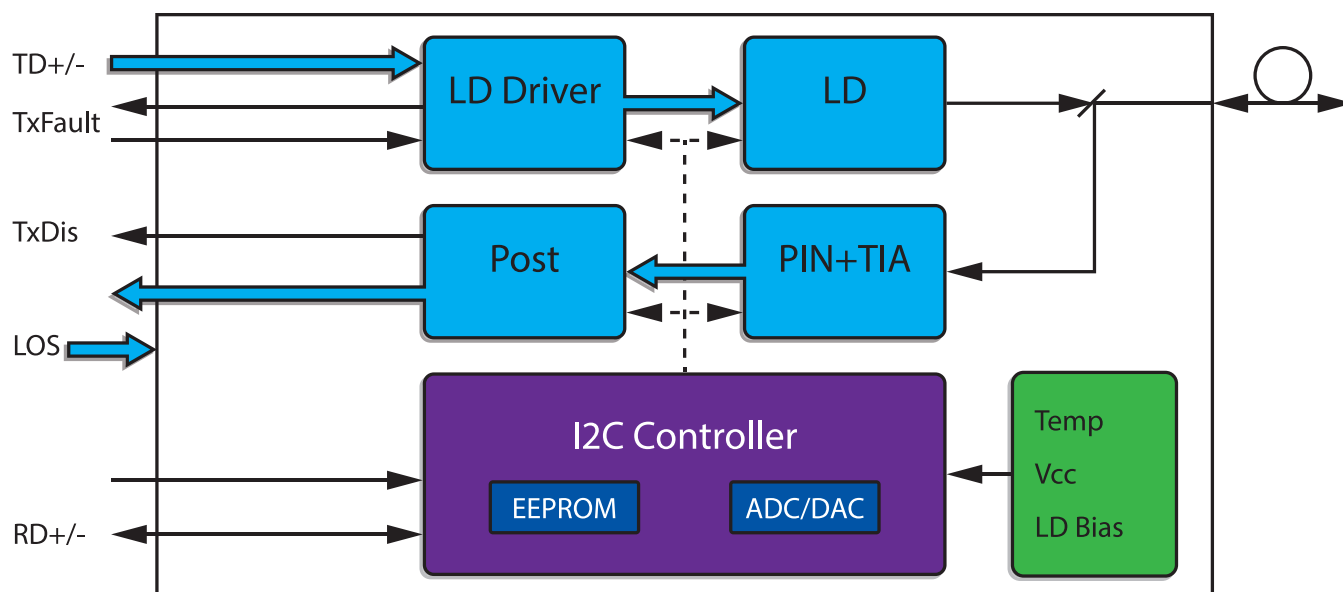 TD+/-
TxFault
TxDis
LOS
RD+/-
LD Driver
LD
Post
PIN+TIA
I2C Controller
EEPROM
ADC/DAC
Temp
Vcc
LD Bias